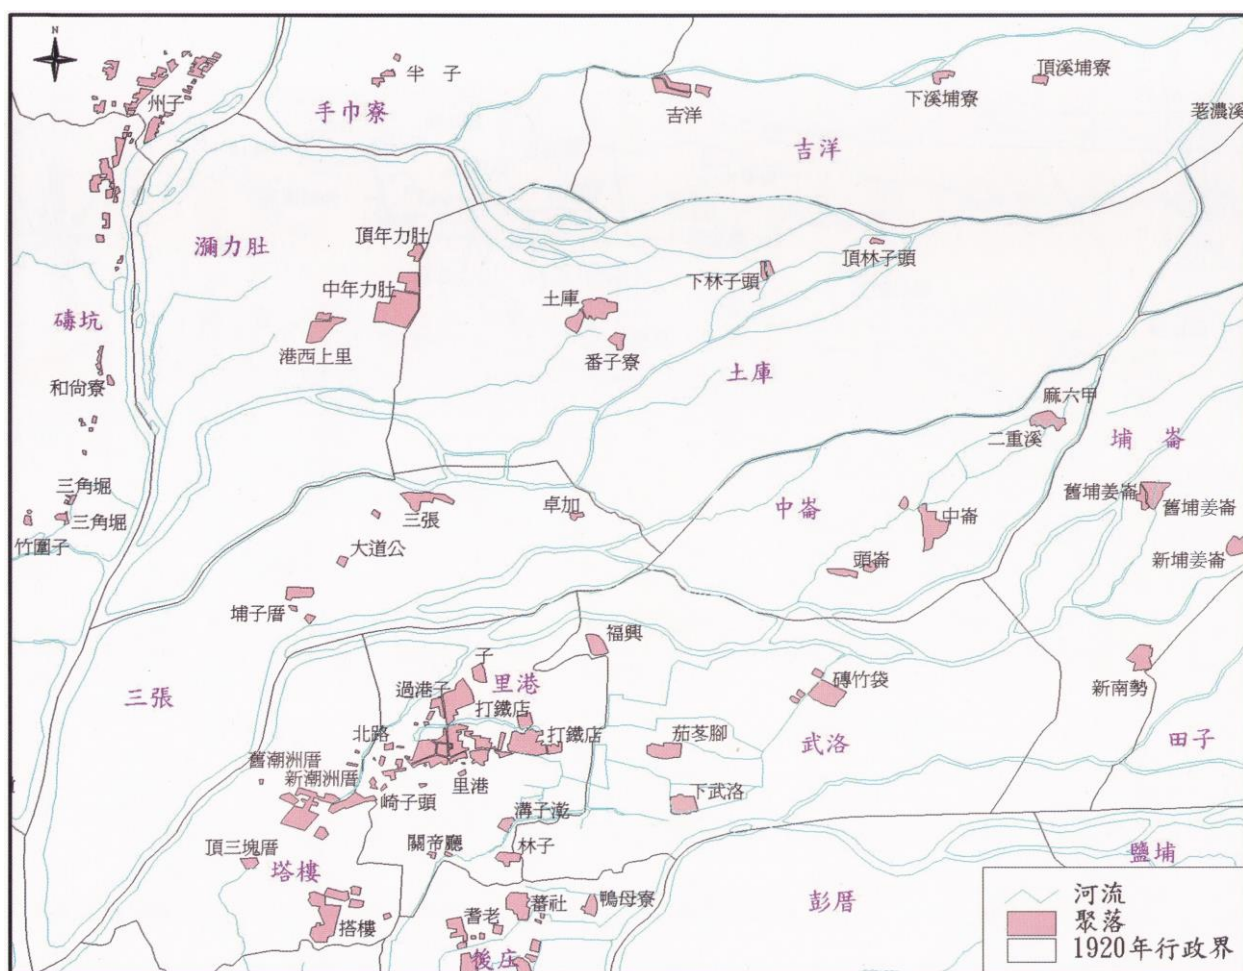 N
州子
半 子
手巾寮
吉洋
下溪埔寮
頂溪埔寮
荖濃溪
吉洋
瀰力肚
頂年力肚
頂林子頭
下林子頭
中年力肚
土庫
磚坑
港西上里
番子寮
和尙寮
土庫
麻六甲
二重溪
埔 崙
三角堀
三角堀
竹圍子
三張
卓加
中崙
中崙
舊埔姜崙
舊埔姜崙
大道公
頭崙
新埔姜崙
埔子厝
福興
子
過港子
里港
磚竹袋
新南勢
三張
打鐵店
打鐵店
北路
茄苳腳
武洛
田子
舊潮洲厝
新潮洲厝
里港
崎子頭
下武洛
溝子漧
關帝廳
林子
頂三塊厝
塔樓
鹽埔
搭樓
耆老
蕃社
鴨母寮
彭厝
後庄
河流
聚落
1920年行政界